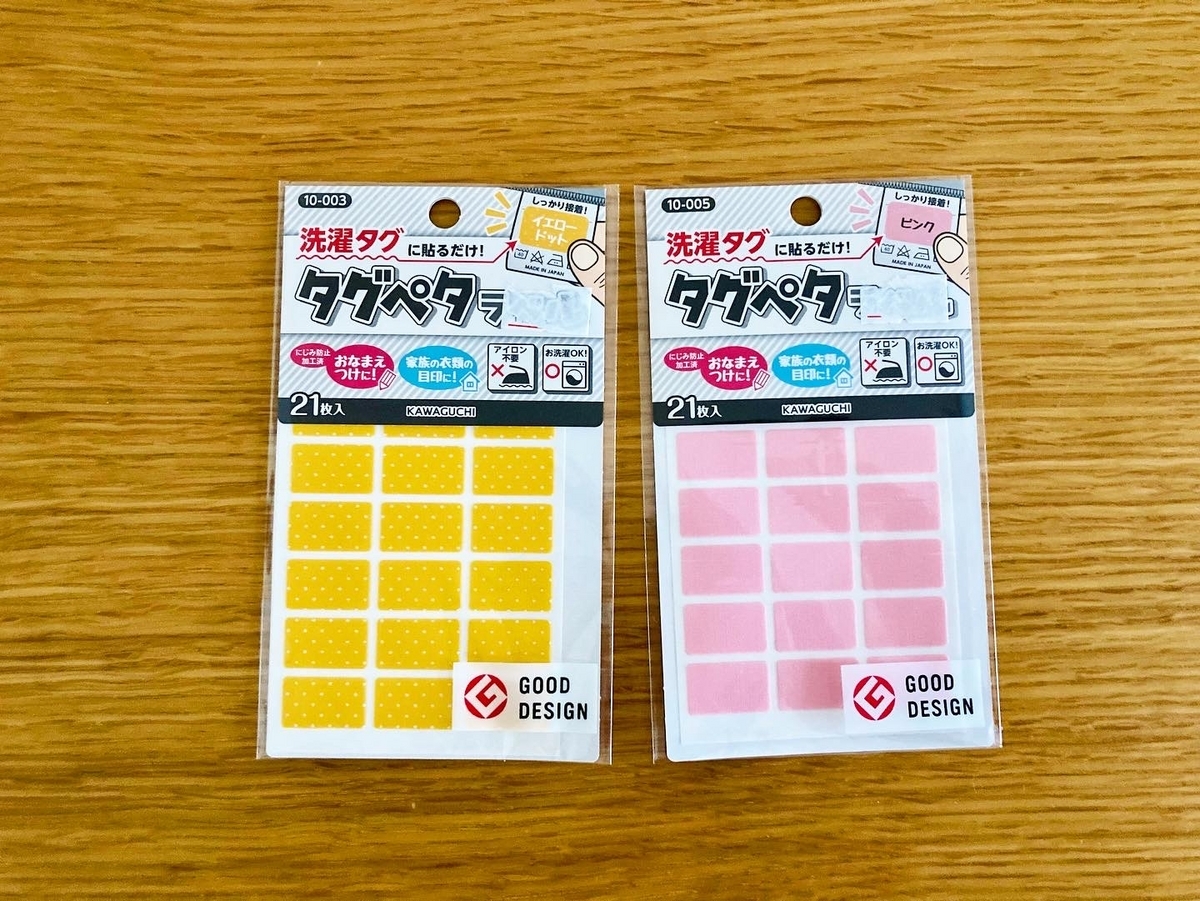 10-003
しっかり接着!
イエロー
ドット
MADE IN JAPAN
洗濯タグに貼るだけ!
タグペタラ
にじみ防止
加工済
おなまえ
つけに!
家族の衣類の
目印に!
アイロン
不要
お洗濯OK!
21枚入
KAWAGUCHI
GOOD
DESIGN
10-005
しっかり接着!
ピンク
MADE IN JAPAN
洗濯タグに貼るだけ!
タグペタ
にじみ防止
加工済
おなまえ
つけに!
家族の衣類の
目印に!
アイロン
不要
お洗濯OK!
21枚入
KAWAGUCHI
GOOD
DESIGN